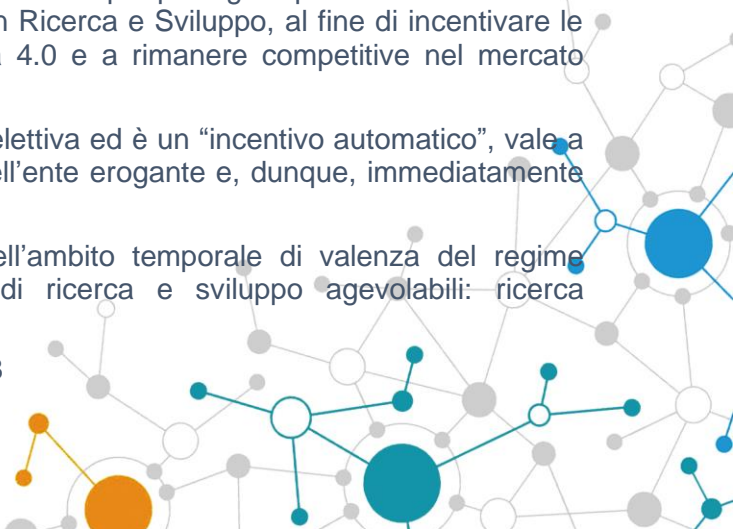 n Ricerca e Sviluppo, al fine di incentivare le
4.0 e a rimanere competitive nel mercato
elettiva ed è un “incentivo automatico”, vale a
ell’ente erogante e, dunque, immediatamente
ell’ambito temporale di valenza del regime
di ricerca e sviluppo agevolabili: ricerca